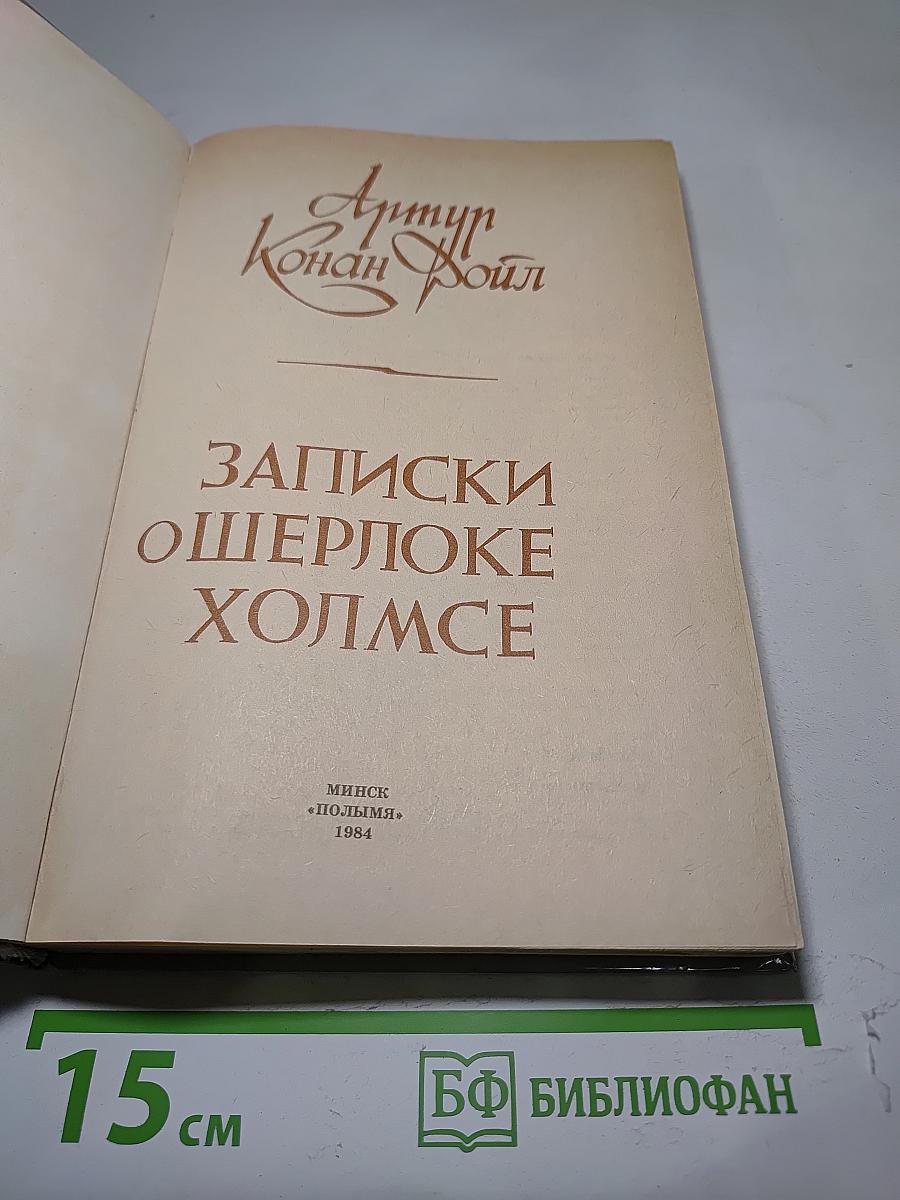 Артур
Конан Дойл
ЗАПИСКИ
о ШЕРЛОКЕ
ХОЛМСЕ
МИНСК
«ПОЛЫМЯ»
1984
15 см
БФ БИБЛИОФАН